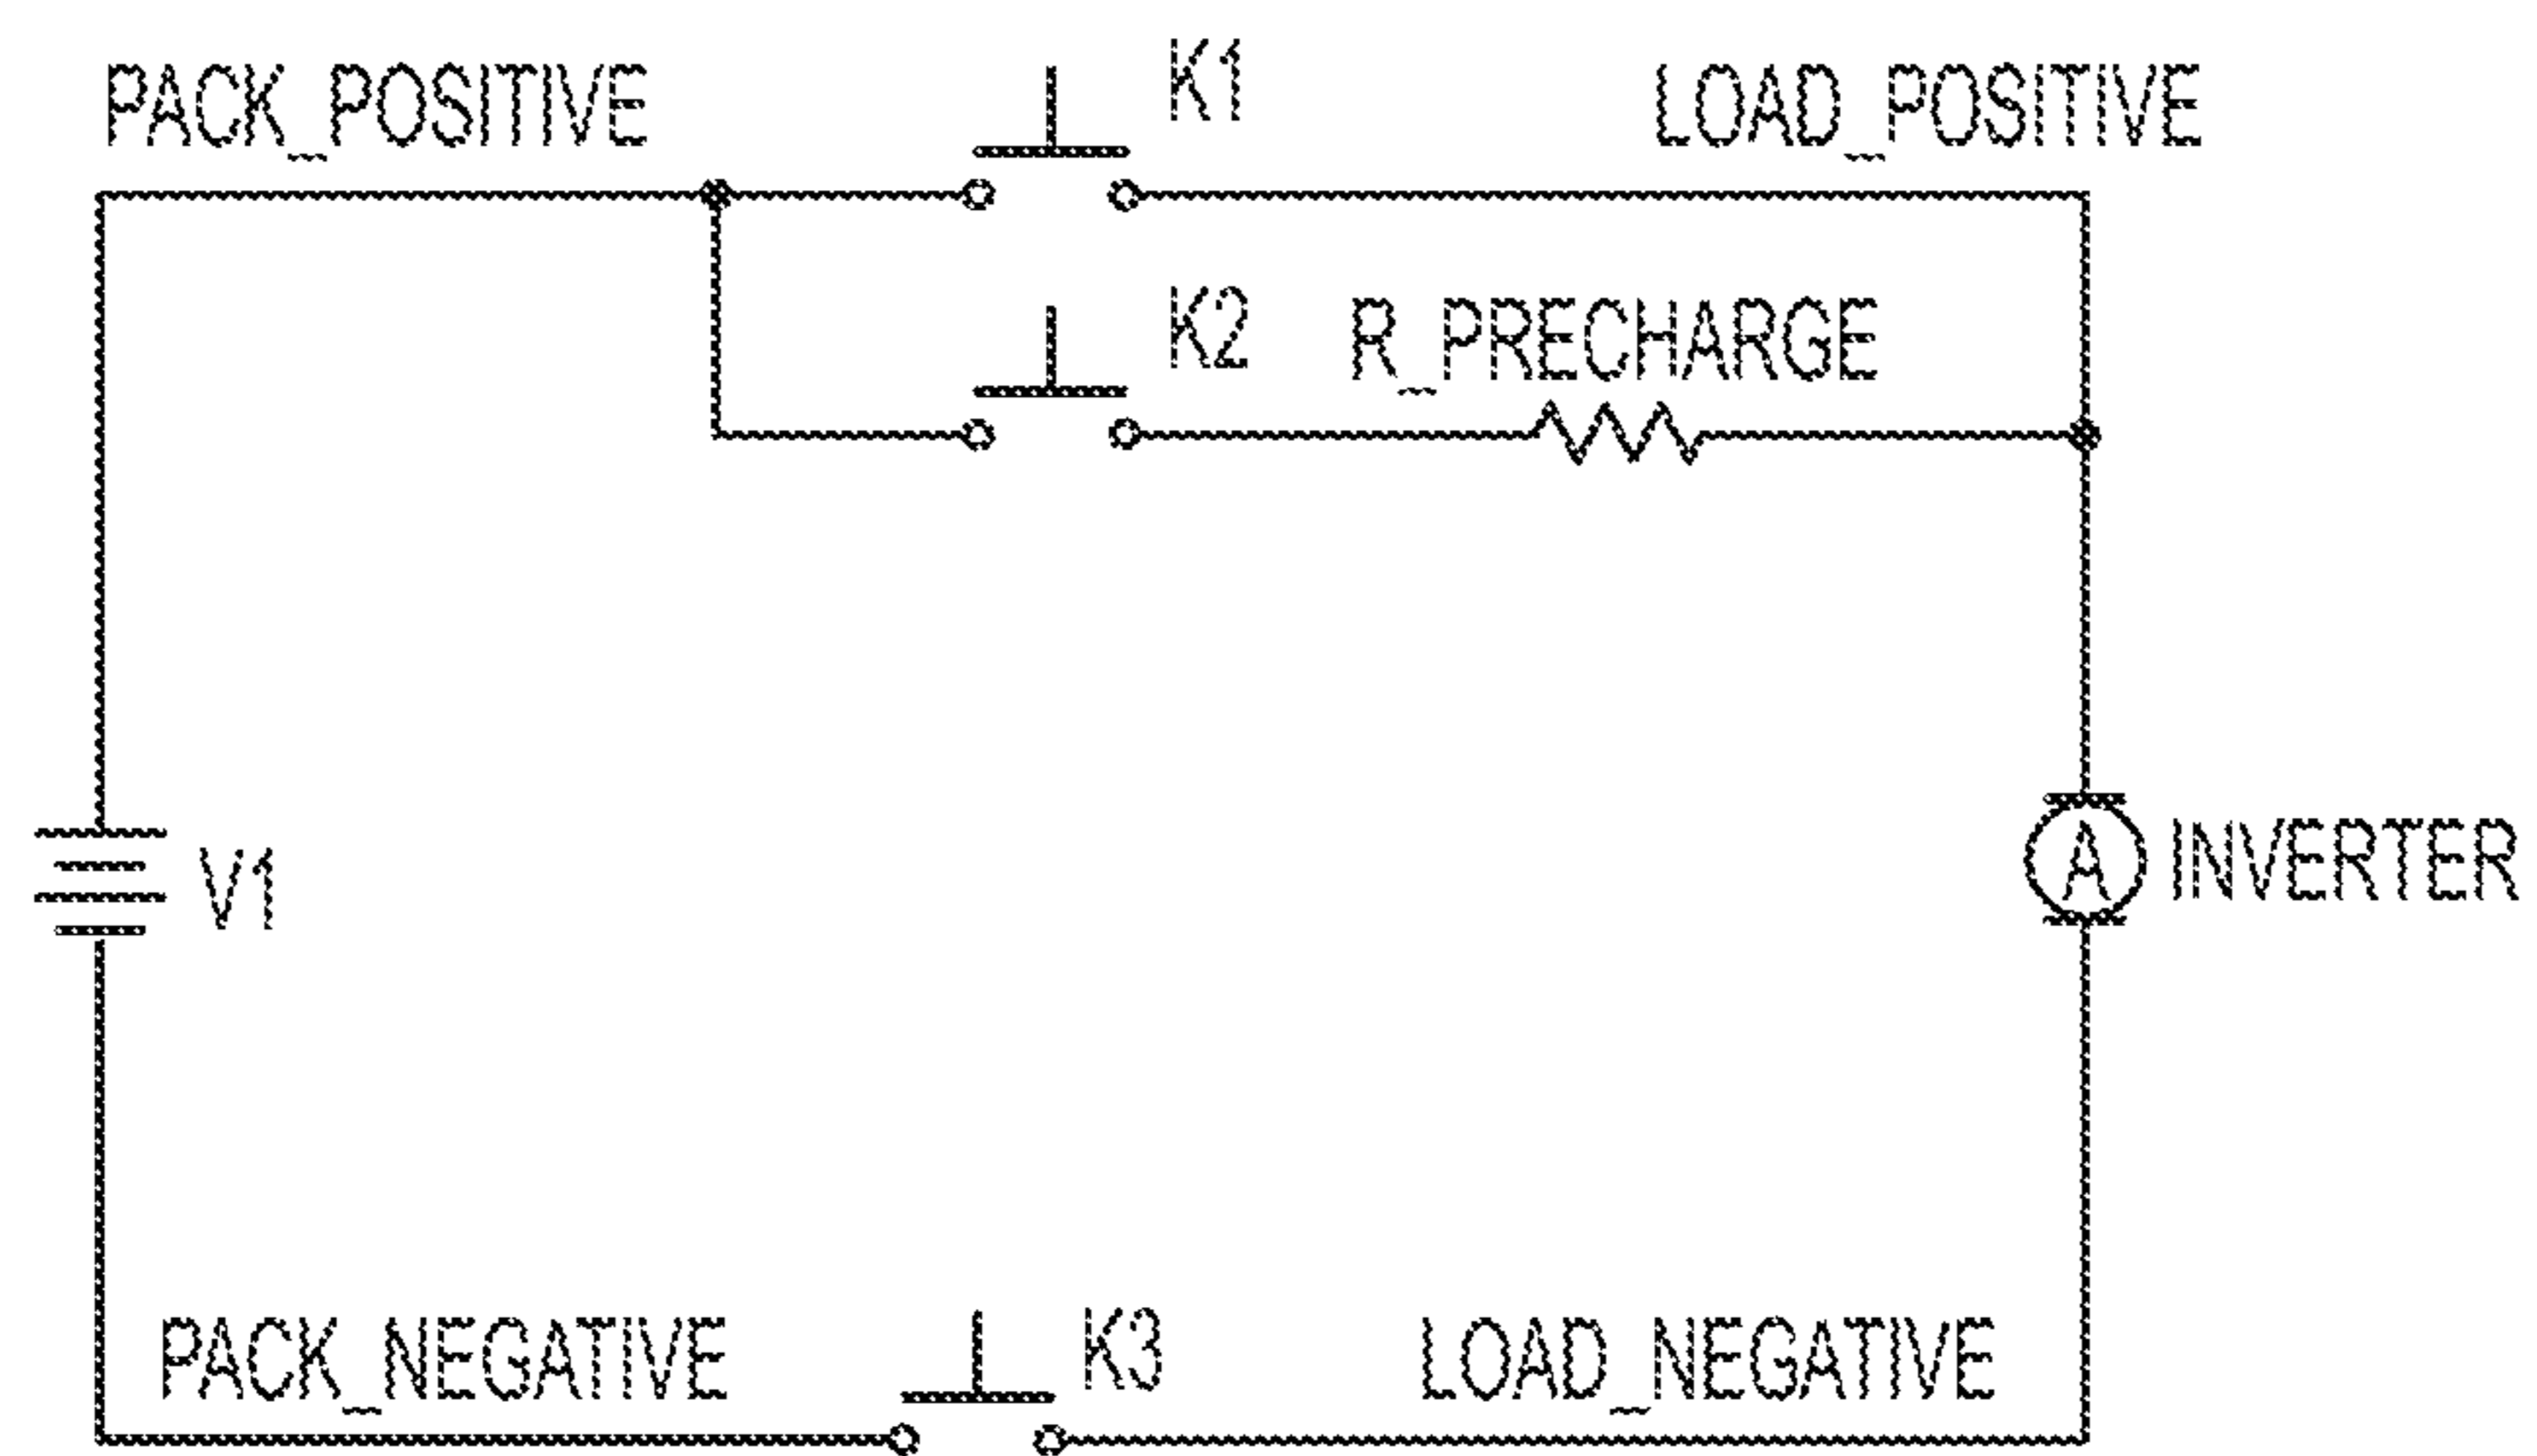 K1
PACK_POSITIVE
LOAD_POSITIVE
K2
R_PRECHARGE
V1
A
INVERTER
PACK_NEGATIVE
K3
LOAD_NEGATIVE